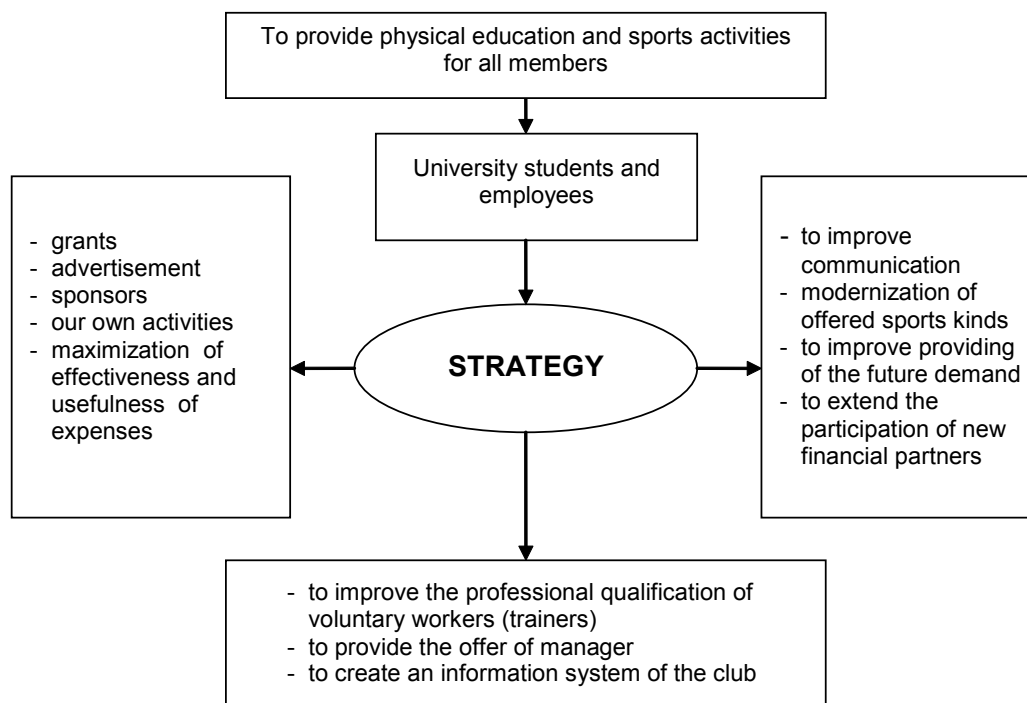 To provide physical education and sports activities
for all members
University students and
employees
- grants
- advertisement
- sponsors
- our own activities
- maximization of
effectiveness and
usefulness of
expenses
STRATEGY
- to improve
communication
- modernization of
offered sports kinds
- to improve providing
of the future demand
- to extend the
participation of new
financial partners
- to improve the professional qualification of
voluntary workers (trainers)
- to provide the offer of manager
- to create an information system of the club